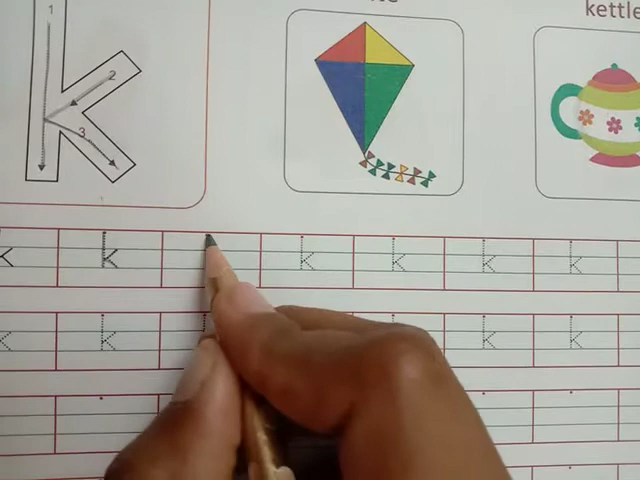 kettle
1
2
3
k k k k k k
k k k k k k